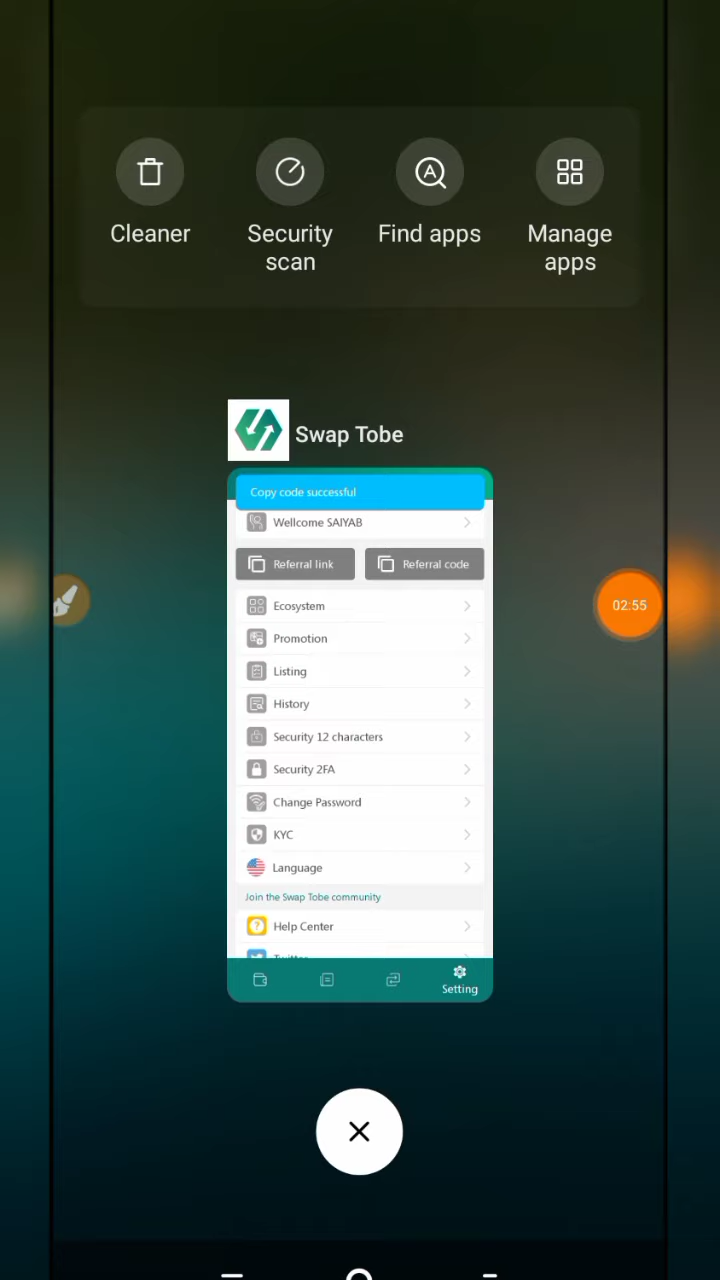 Cleaner
Security scan
Find apps
Manage apps
Swap Tobe
Copy code successful
Wellcome SAIYAB
Referral link
Referral code
02:55
Ecosystem
Promotion
Listing
History
Security 12 characters
Security 2FA
Change Password
KYC
Language
Join the Swap Tobe community
Help Center
Twitter
Setting